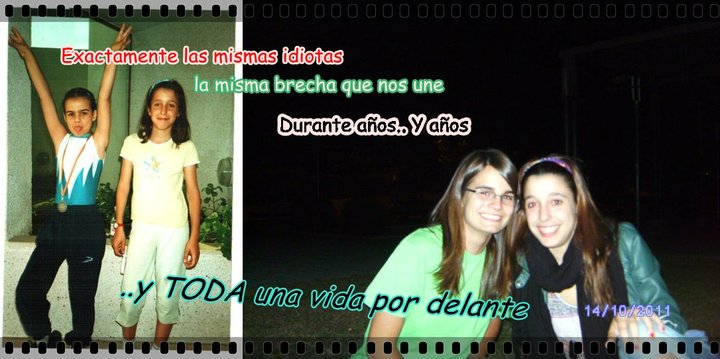 Exactamente las mismas idiotas
la misma brecha que nos une
Durante años.. Y años
..y TODA una vida por delante
14/10/2011